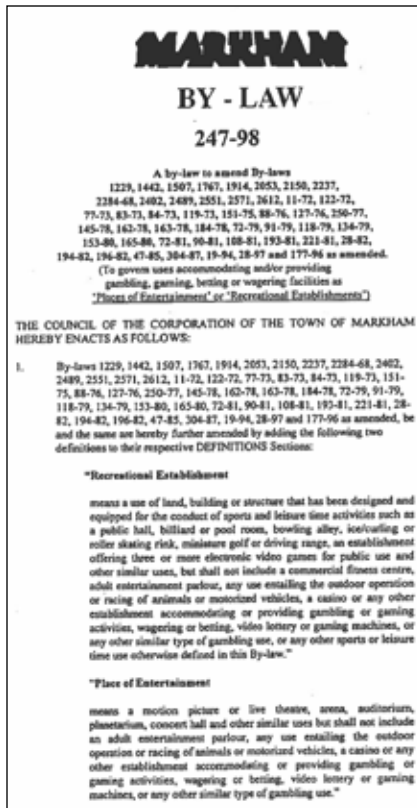 MARKHAM
BY - LAW
247-98
A by-law to amend By-laws
1229, 1442, 1507, 1767, 1914, 2053, 2150, 2237,
2284-68, 2402, 2489, 2551, 2571, 2612, 11-72, 122-72,
77-73, 83-73, 84-73, 119-73, 151-75, 88-76, 127-76, 250-77,
145-78, 162-78, 163-78, 184-78, 72-79, 91-79, 118-79, 134-79,
153-80, 165-80, 72-81, 90-81, 108-81, 193-81, 221-81, 28-82,
194-82, 196-82, 47-85, 304-87, 19-94, 28-97 and 177-96 as amended.
(To govern uses accommodating and/or providing
gambling, gaming, betting or wagering facilities as
"Places of Entertainment" or "Recreational Establishments")
THE COUNCIL OF THE CORPORATION OF THE TOWN OF MARKHAM
HEREBY ENACTS AS FOLLOWS:
1. By-laws 1229, 1442, 1507, 1767, 1914, 2053, 2150, 2237, 2284-68, 2402,
2489, 2551, 2571, 2612, 11-72, 122-72, 77-73, 83-73, 84-73, 119-73, 151-
75, 88-76, 127-76, 250-77, 145-78, 162-78, 163-78, 184-78, 72-79, 91-79,
118-79, 134-79, 153-80, 165-80, 72-81, 90-81, 108-81, 193-81, 221-81, 28-
82, 194-82, 196-82, 47-85, 304-87, 19-94, 28-97 and 177-96 as amended, be
and the same are hereby further amended by adding the following two
definitions to their respective DEFINITIONS Sections:
"Recreational Establishment
means a use of land, building or structure that has been designed and
equipped for the conduct of sports and leisure time activities such as
a public hall, billiard or pool room, bowling alley, ice/curling or
roller skating rink, miniature golf or driving range, an establishment
offering three or more electronic video games for public use and
other similar uses, but shall not include a commercial fitness centre,
adult entertainment parlour, any use entailing the outdoor operation
or racing of animals or motorized vehicles, a casino or any other
establishment accommodating or providing gambling or gaming
activities, wagering or betting, video lottery or gaming machines, or
any other similar type of gambling use, or any other sports or leisure
time use otherwise defined in this By-law."
"Place of Entertainment
means a motion picture or live theatre, arena, auditorium,
planetarium, concert hall and other similar uses but shall not include
an adult entertainment parlour, any use entailing the outdoor
operation or racing of animals or motorized vehicles, a casino or any
other establishment accommodating or providing gambling or
gaming activities, wagering or betting, video lottery or gaming
machines, or any other similar type of gambling use."